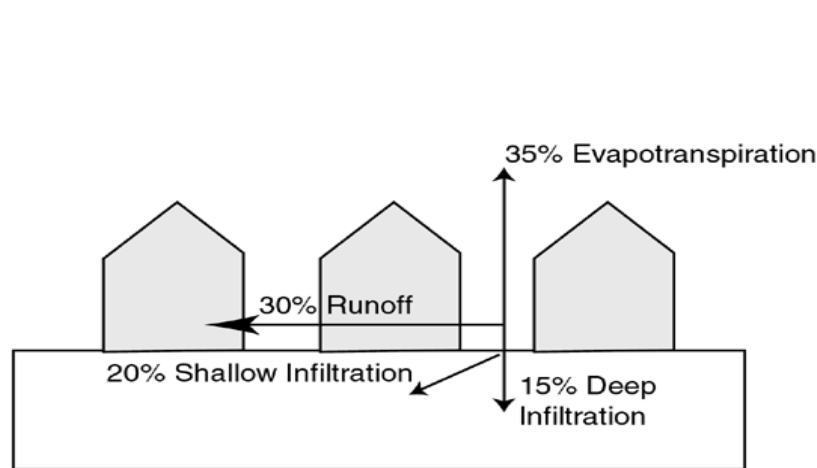 35% Evapotranspiration
30% Runoff
20% Shallow Infiltration
15% Deep
Infiltration